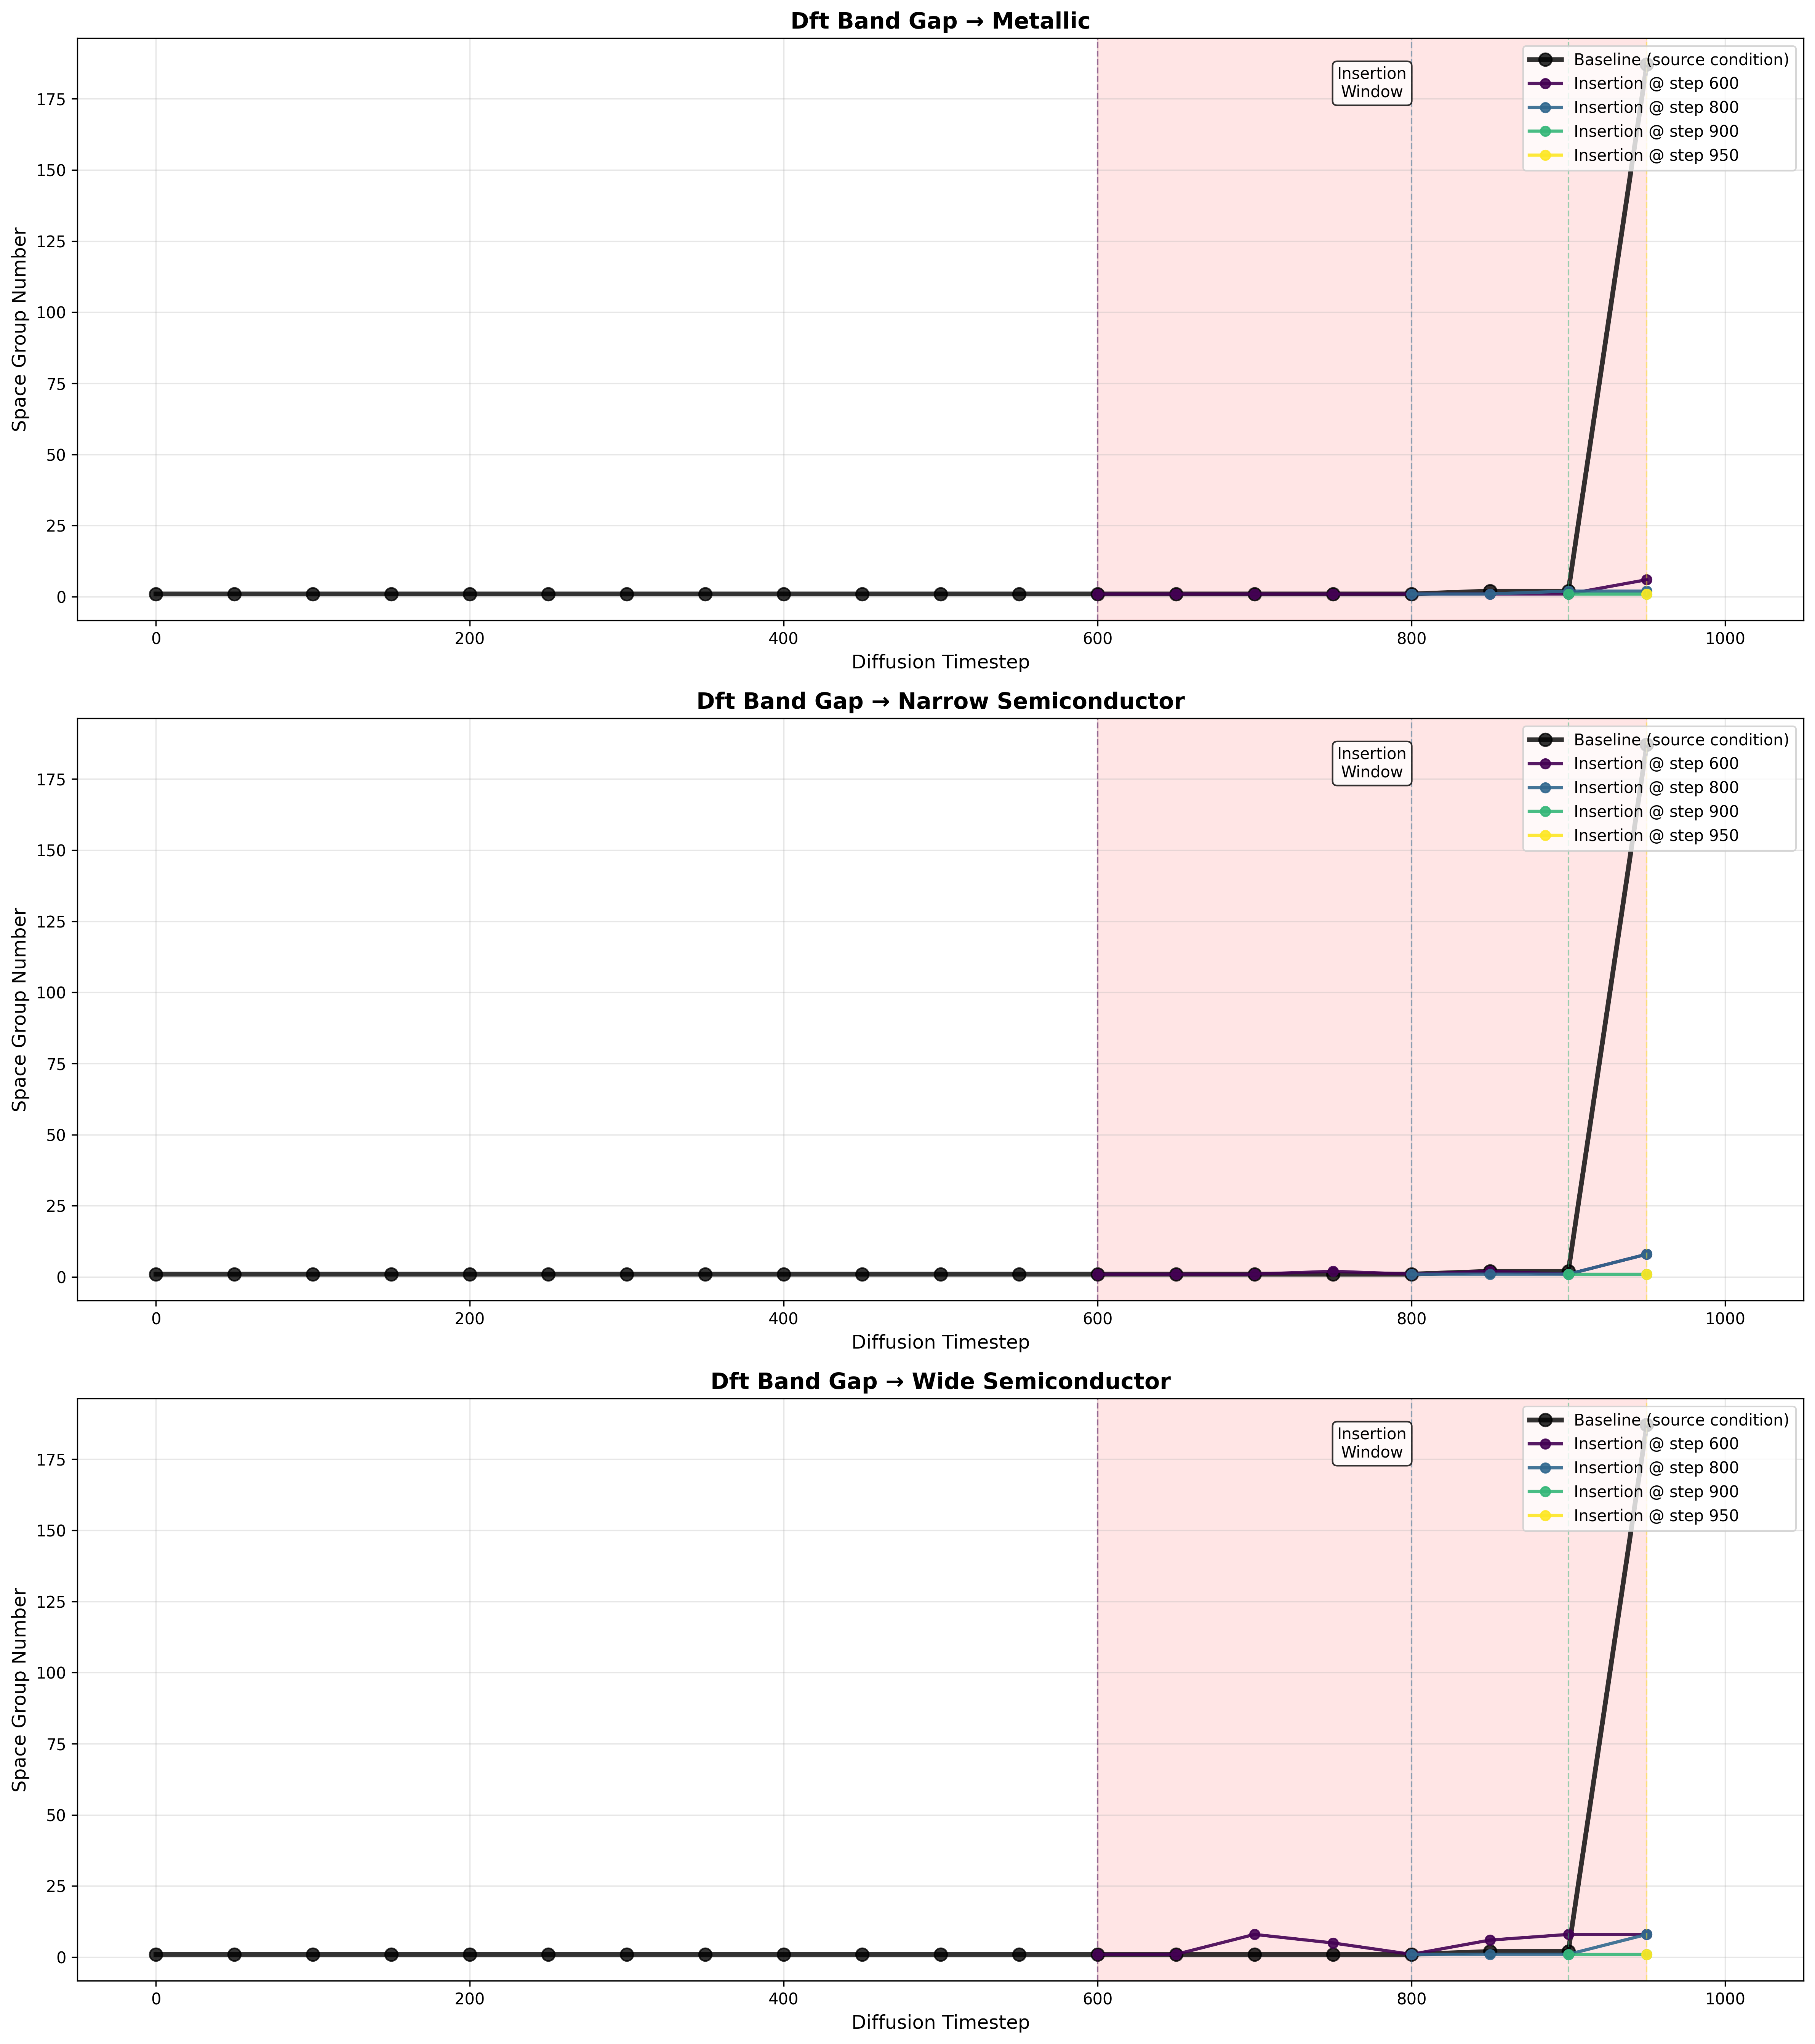 Dft Band Gap → Metallic
Space Group Number
175
150
125
100
75
50
25
0
Insertion
Window
Baseline (source condition)
Insertion @ step 600
Insertion @ step 800
Insertion @ step 900
Insertion @ step 950
0 200 400 600 800 1000
Diffusion Timestep
Dft Band Gap → Narrow Semiconductor
Space Group Number
175
150
125
100
75
50
25
0
Insertion
Window
Baseline (source condition)
Insertion @ step 600
Insertion @ step 800
Insertion @ step 900
Insertion @ step 950
0 200 400 600 800 1000
Diffusion Timestep
Dft Band Gap → Wide Semiconductor
Space Group Number
175
150
125
100
75
50
25
0
Insertion
Window
Baseline (source condition)
Insertion @ step 600
Insertion @ step 800
Insertion @ step 900
Insertion @ step 950
0 200 400 600 800 1000
Diffusion Timestep